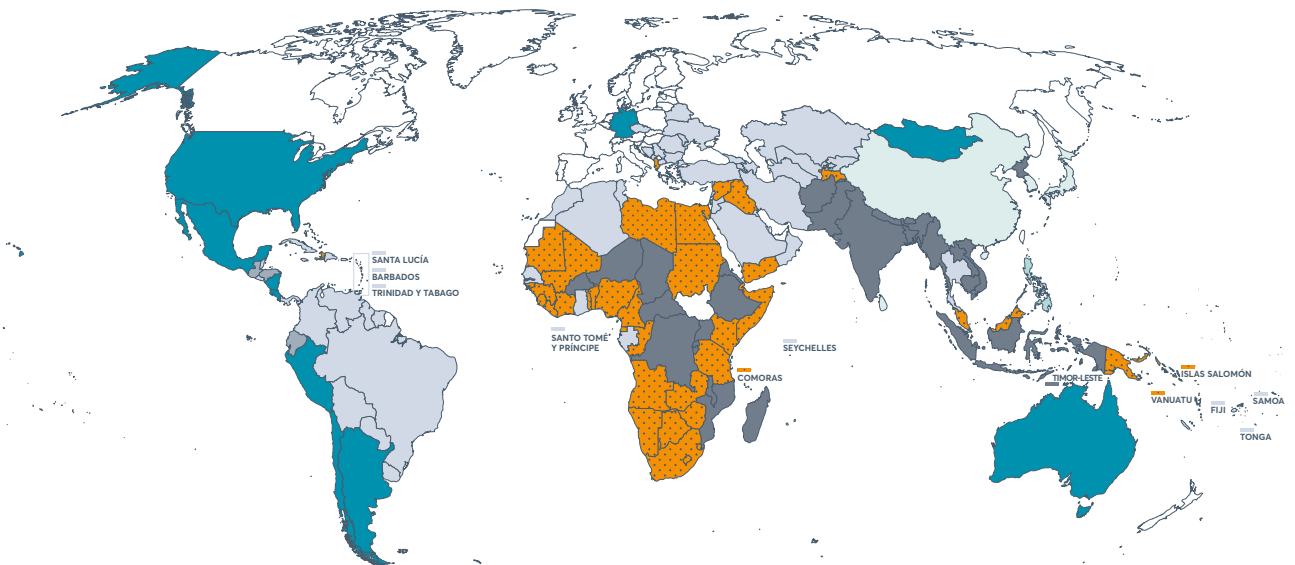 SANTA LUCÍA
BARBADOS
TRINIDAD Y TABAGO
SANTO TOMÉ
Y PRÍNCIPE
SEYCHELLES
COMORAS
TIMOR-LESTE
ISLAS SALOMÓN
VANUATU
FIJI
SAMOA
TONGA